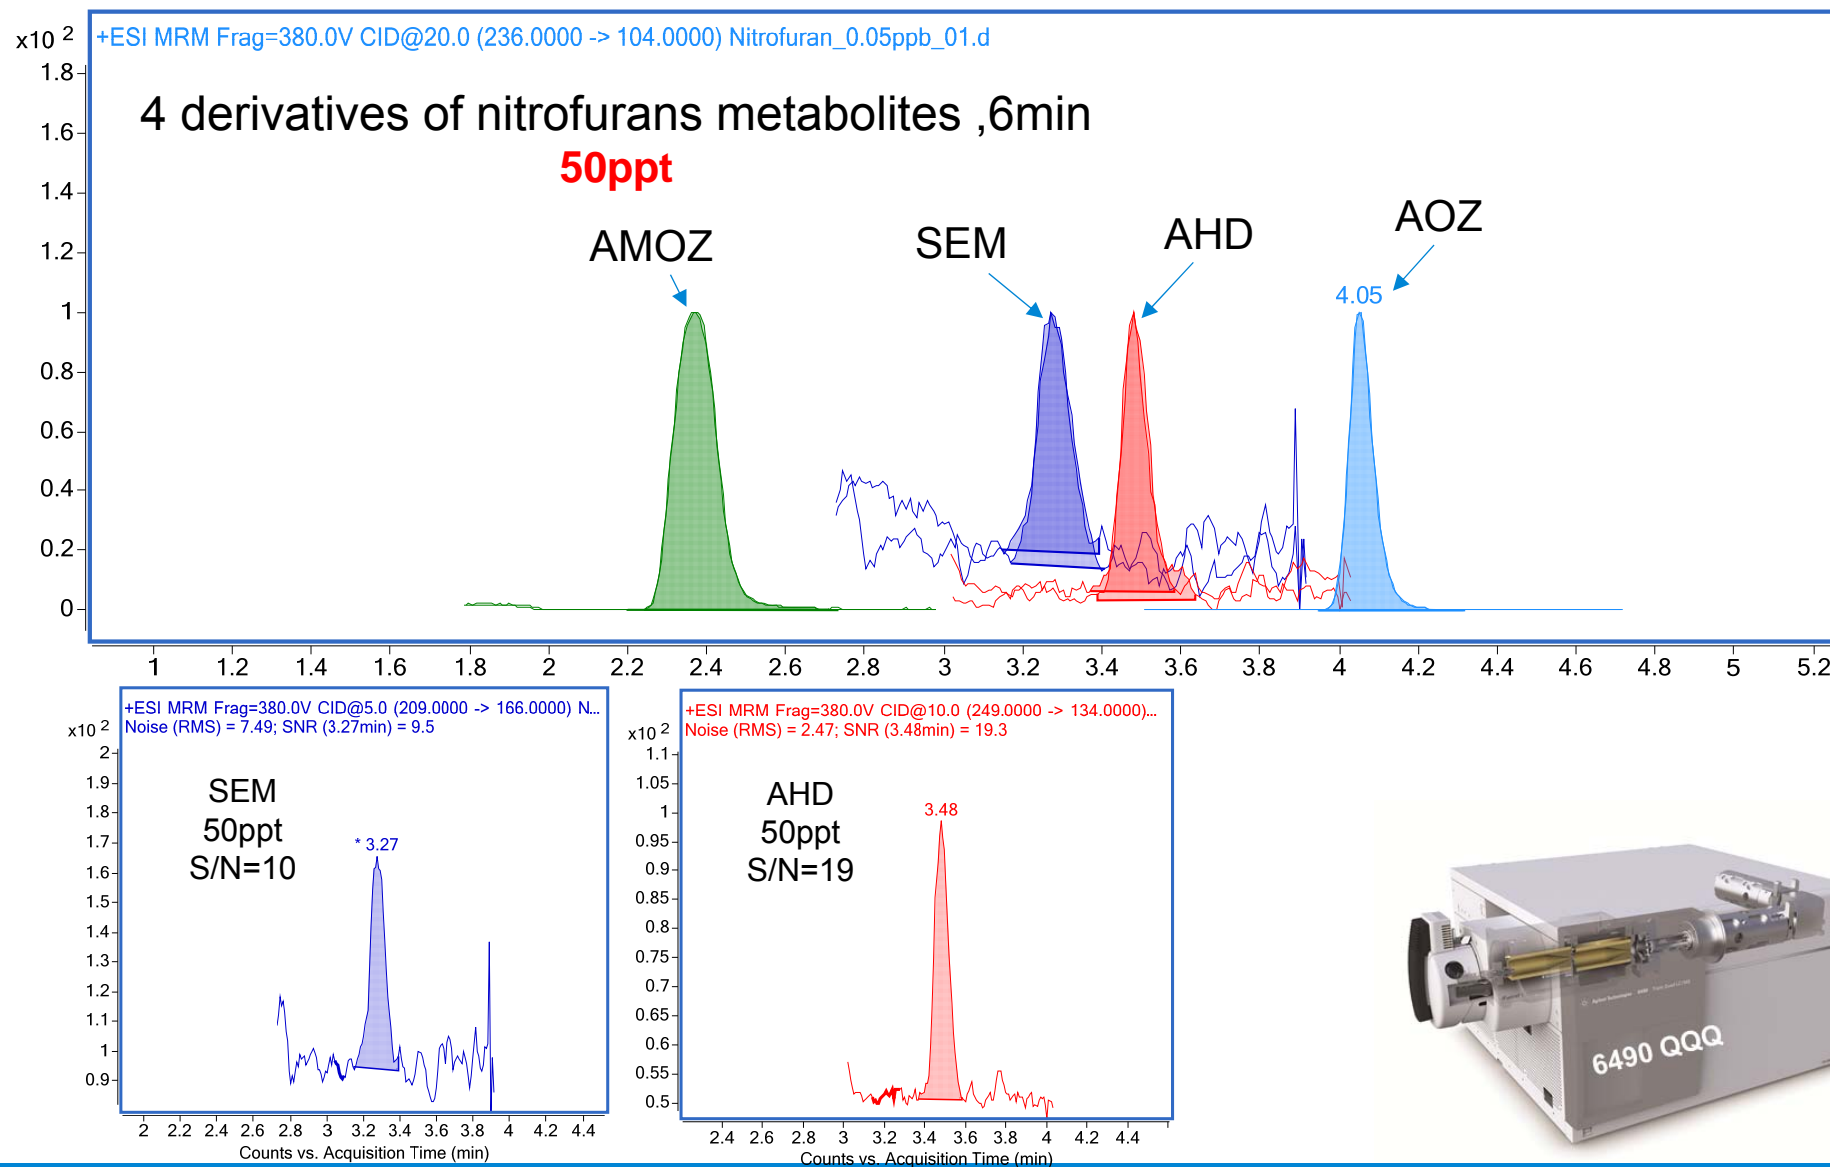 x10 2
+ESI MRM Frag=380.0V CID@20.0 (236.0000 -> 104.0000) Nitrofuran_0.05ppb_01.d
4 derivatives of nitrofurans metabolites ,6min
50ppt
AMOZ
SEM
AHD
AOZ
4.05
1.8
1.6
1.4
1.2
1
0.8
0.6
0.4
0.2
0
1 1.2 1.4 1.6 1.8 2 2.2 2.4 2.6 2.8 3 3.2 3.4 3.6 3.8 4 4.2 4.4 4.6 4.8 5 5.2
+ESI MRM Frag=380.0V CID@5.0 (209.0000 -> 166.0000) N...
Noise (RMS) = 7.49; SNR (3.27min) = 9.5
x10 2
SEM
50ppt
S/N=10
* 3.27
2
1.9
1.8
1.7
1.6
1.5
1.4
1.3
1.2
1.1
1
0.9
2 2.2 2.4 2.6 2.8 3 3.2 3.4 3.6 3.8 4 4.2 4.4
Counts vs. Acquisition Time (min)
+ESI MRM Frag=380.0V CID@10.0 (249.0000 -> 134.0000)...
Noise (RMS) = 2.47; SNR (3.48min) = 19.3
x10 2
AHD
50ppt
S/N=19
3.48
1.1
1.05
1
0.95
0.9
0.85
0.8
0.75
0.7
0.65
0.6
0.55
0.5
2.4 2.6 2.8 3 3.2 3.4 3.6 3.8 4 4.2 4.4
Counts vs. Acquisition Time (min)
6490 QQQ